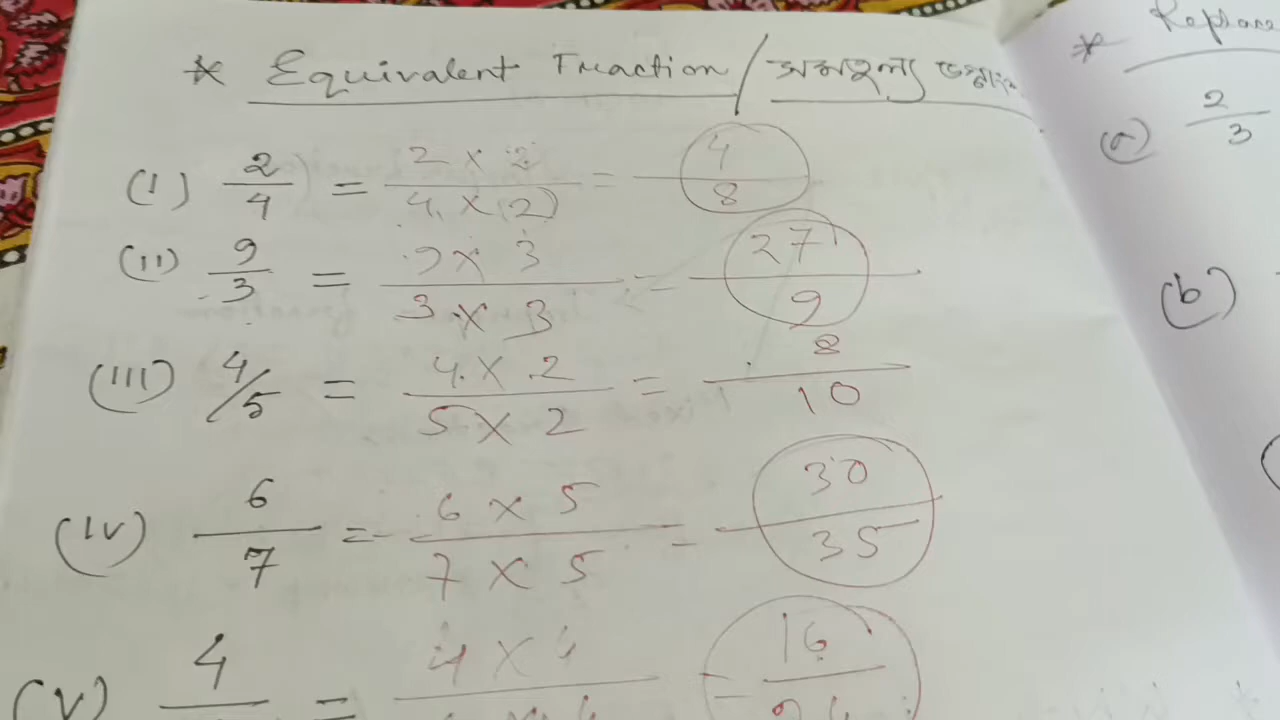 * Equivalent Fraction / সমতুল্য ভগ্নাংশ
(i) 2/4 = 2 x 2 / 4 x 2 = 4/8
(ii) 9/3 = 9 x 3 / 3 x 3 = 27/9
(iii) 4/5 = 4 x 2 / 5 x 2 = 8/10
(iv) 6/7 = 6 x 5 / 7 x 5 = 30/35
(v) 4 = 4 x 4 = 16
* Replace
(a) 2/3
(b)